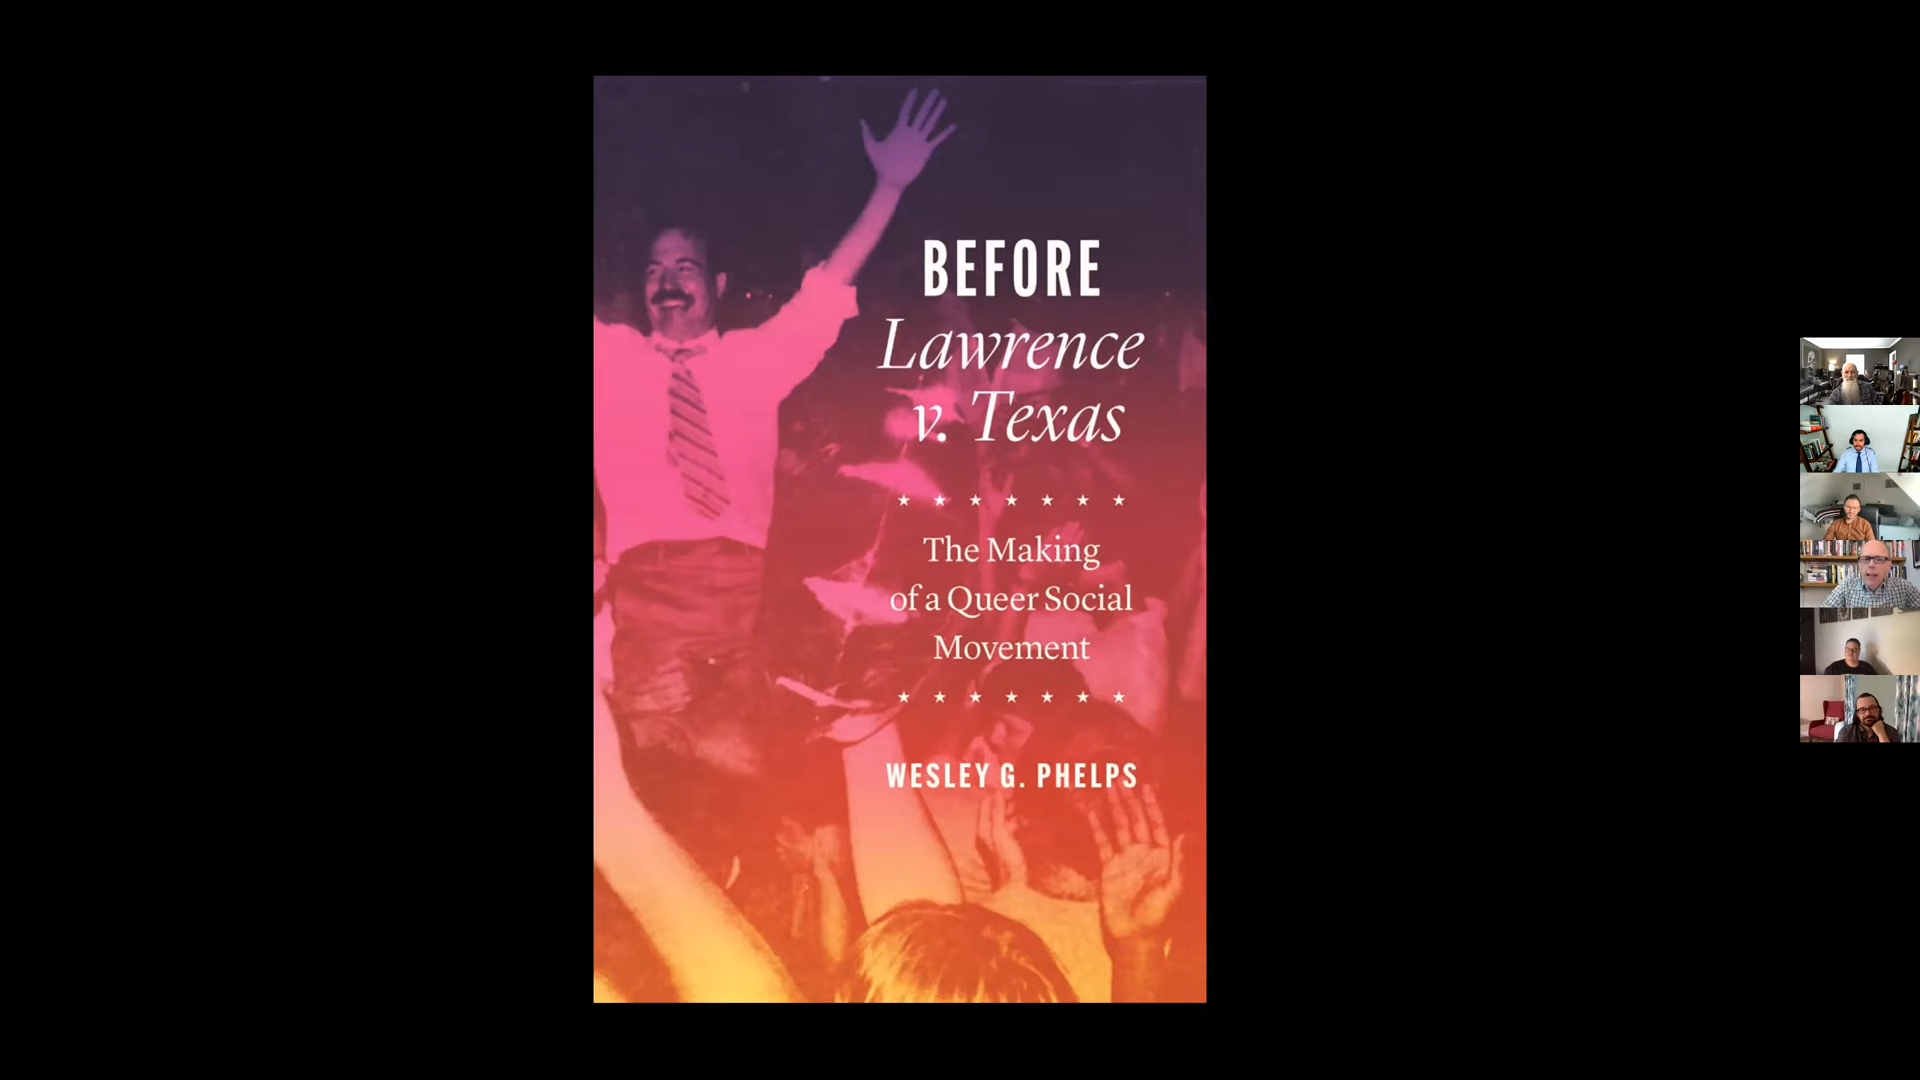 BEFORE
Lawrence
v. Texas
The Making
of a Queer Social
Movement
WESLEY G. PHELPS